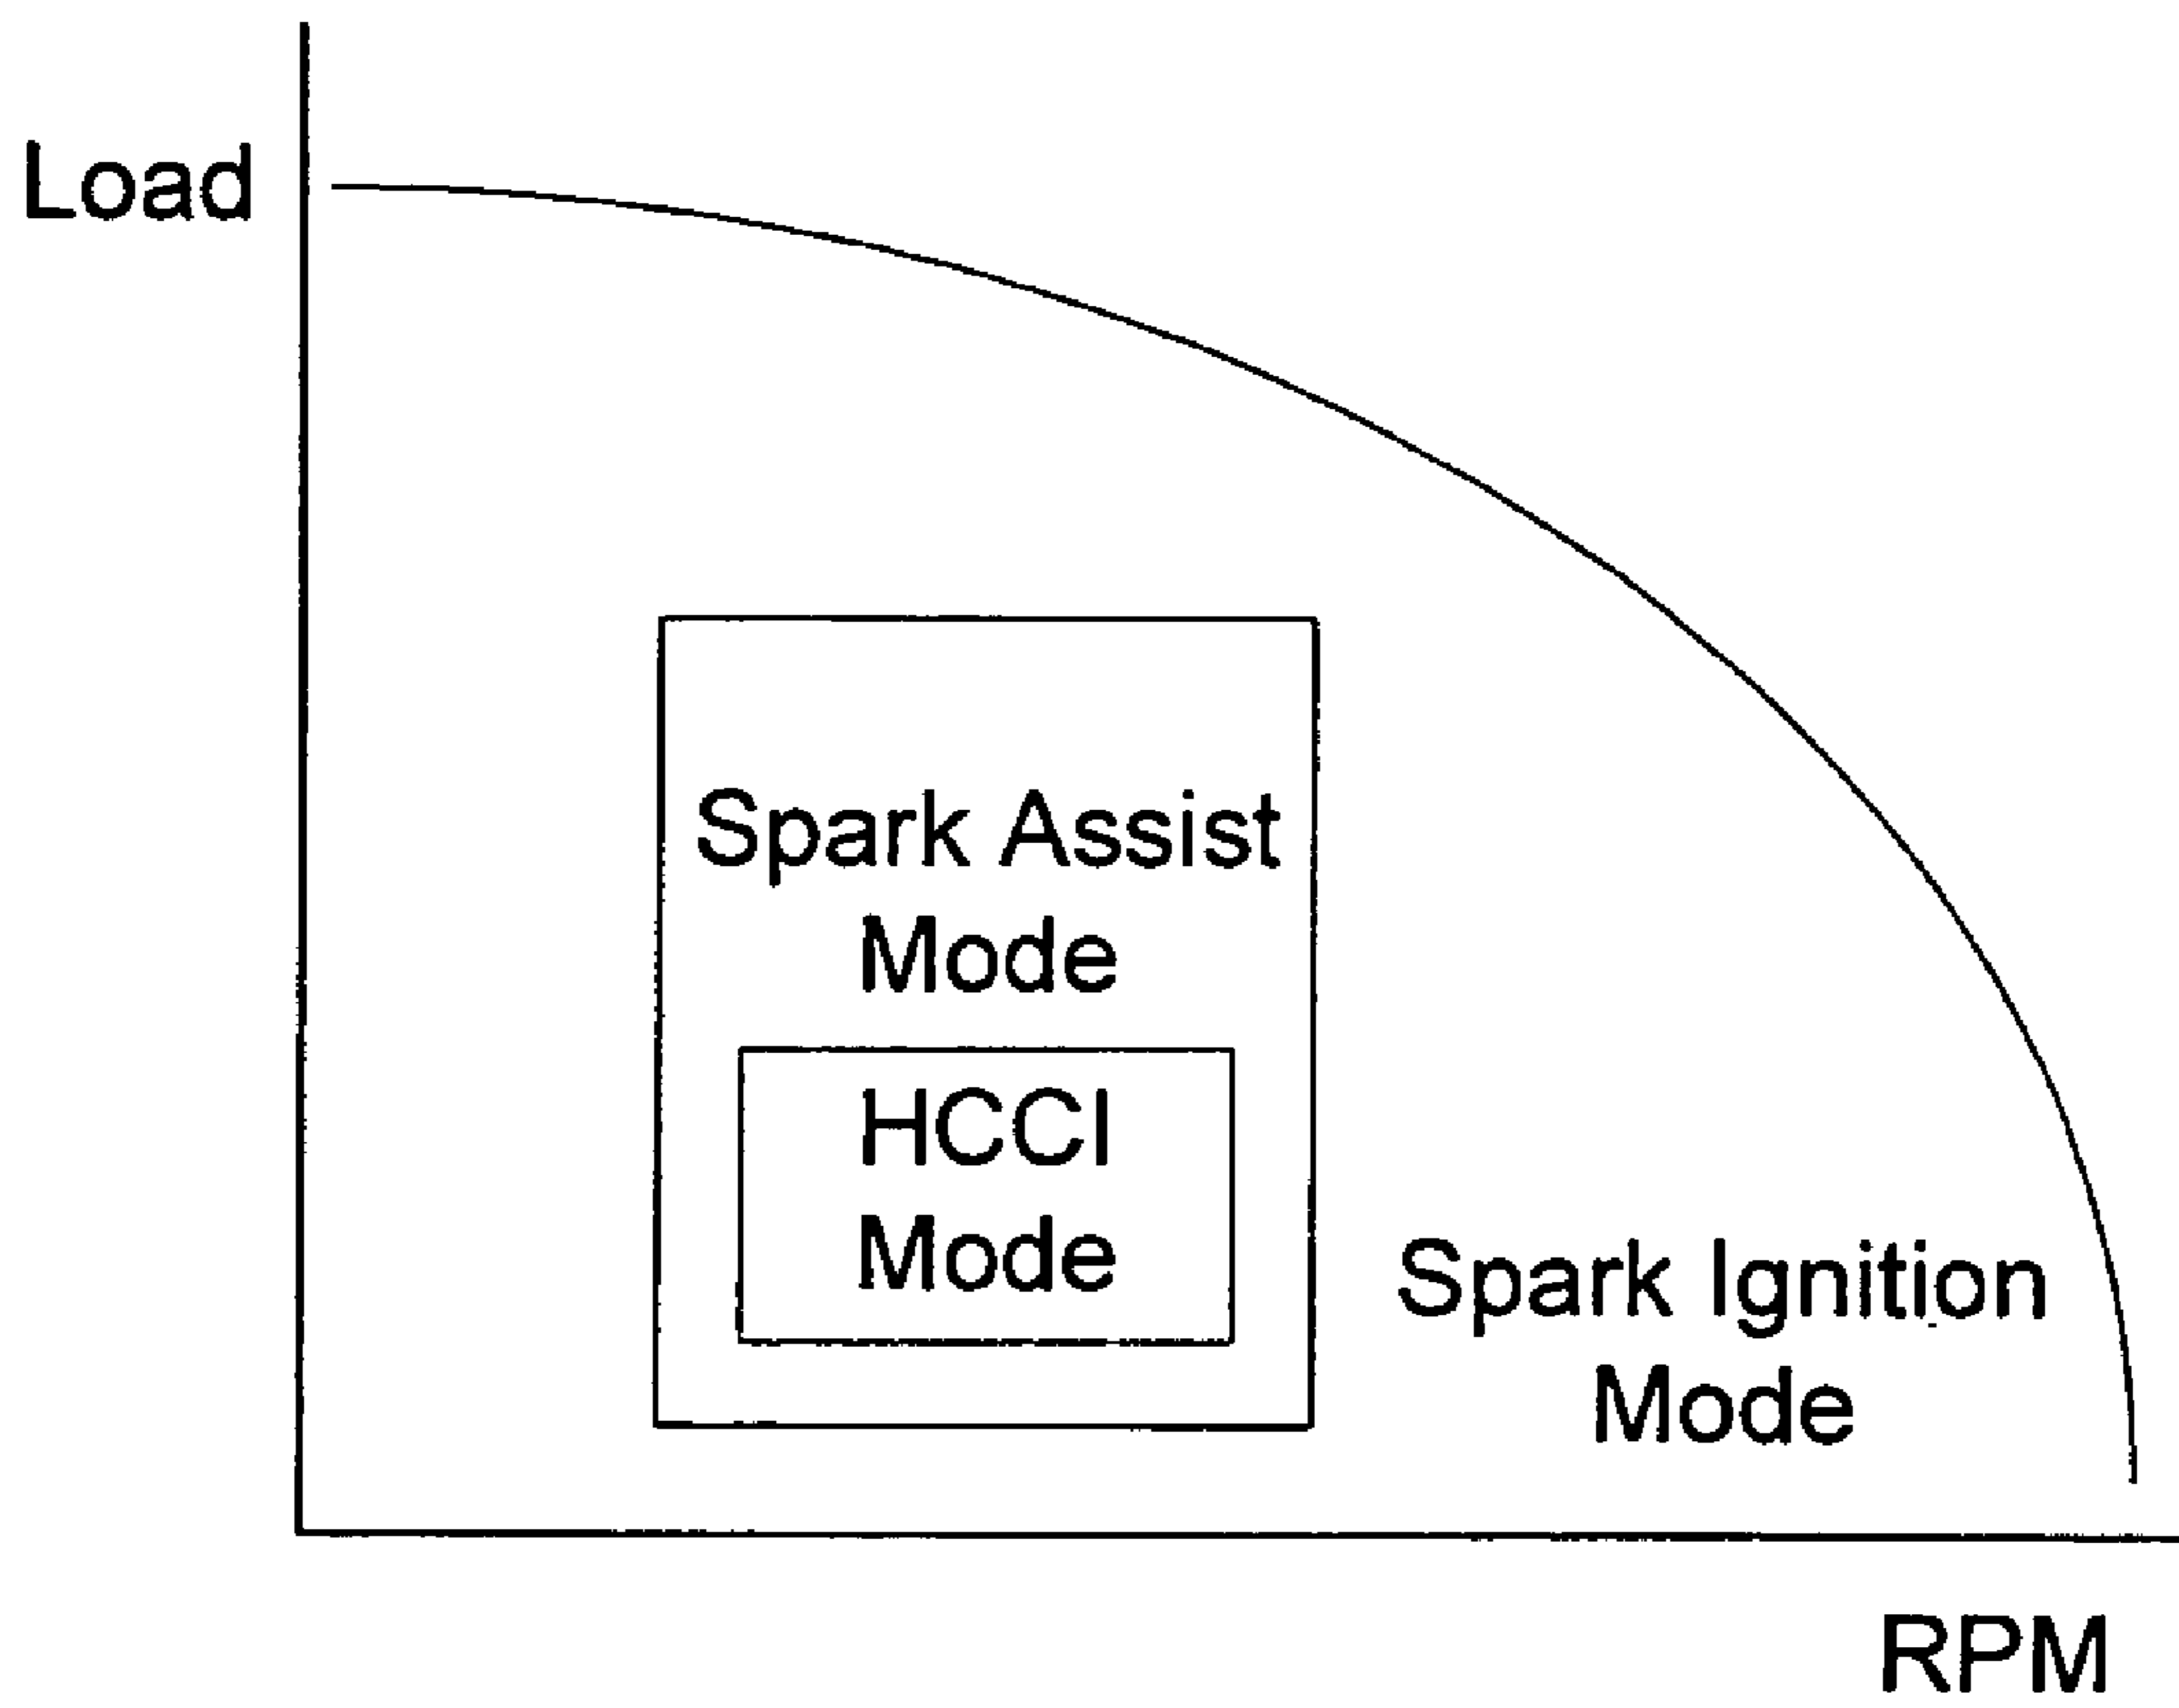 Load
Spark Assist
Mode
HCCI
Mode
Spark Ignition
Mode
RPM